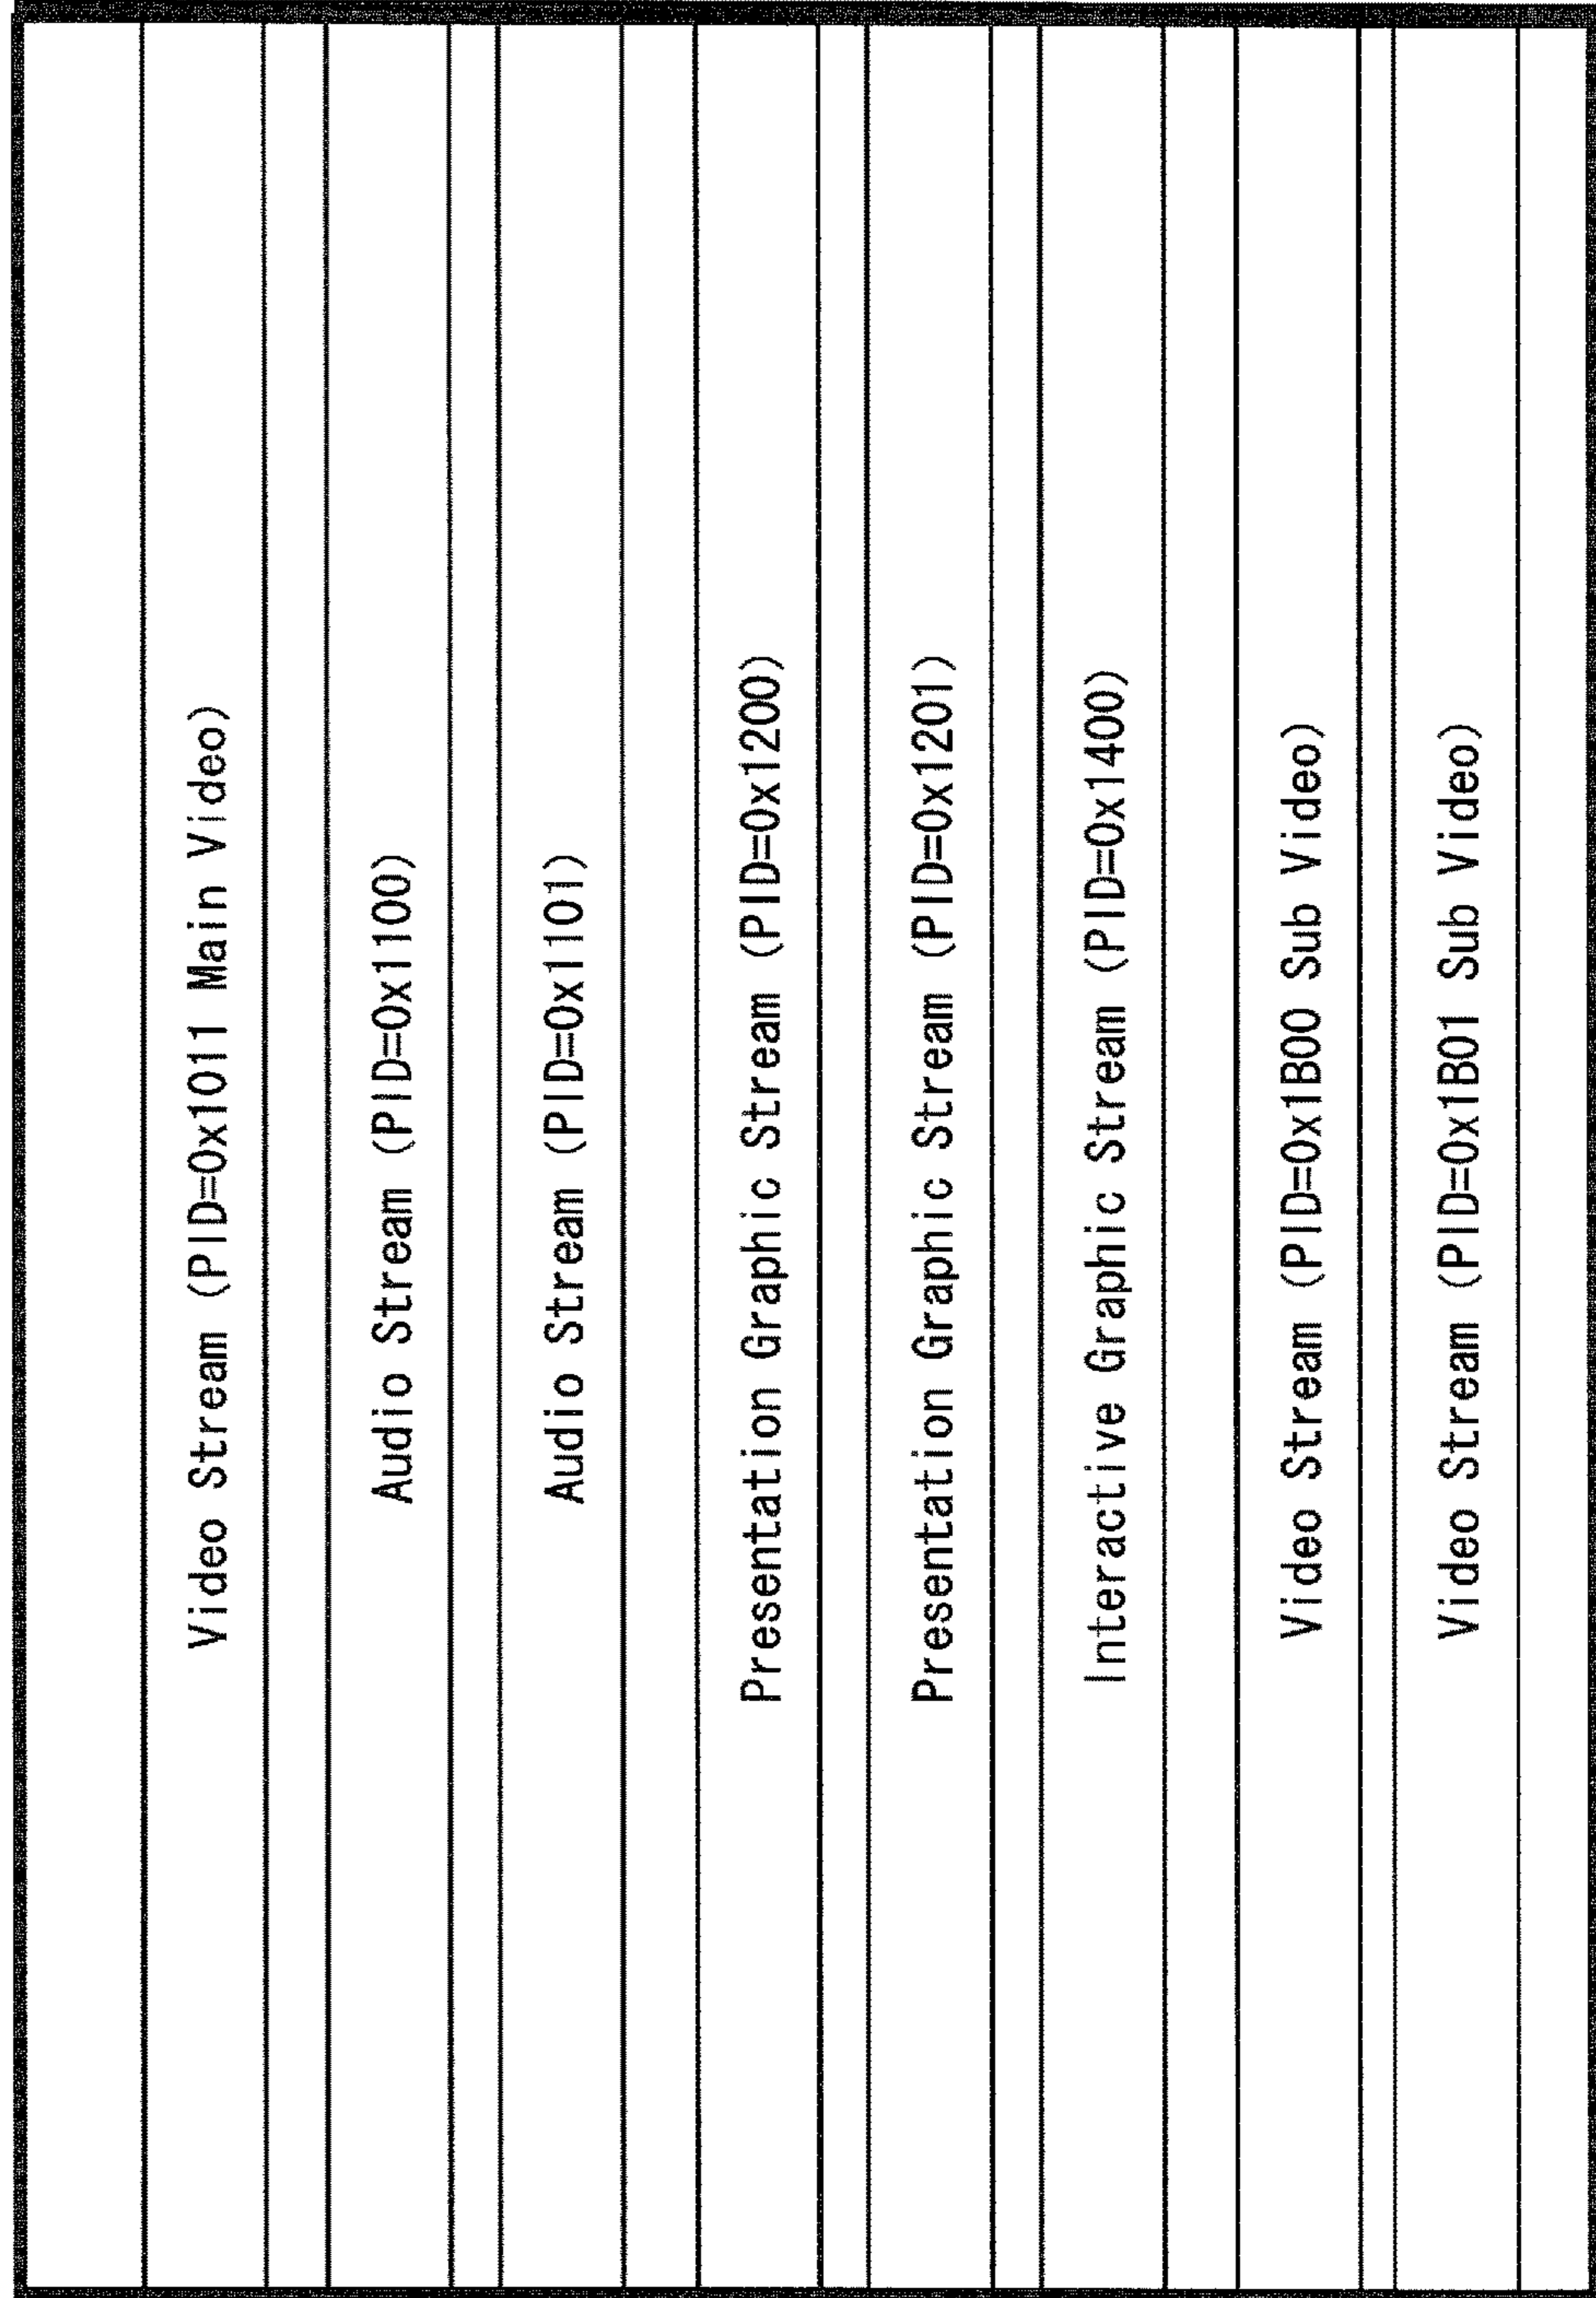 Video Stream (PID=0x1011 Main Video)
Audio Stream (PID=0x1100)
Audio Stream (PID=0x1101)
Presentation Graphic Stream (PID=0x1200)
Presentation Graphic Stream (PID=0x1201)
Interactive Graphic Stream (PID=0x1400)
Video Stream (PID=0x1B00 Sub Video)
Video Stream (PID=0x1B01 Sub Video)